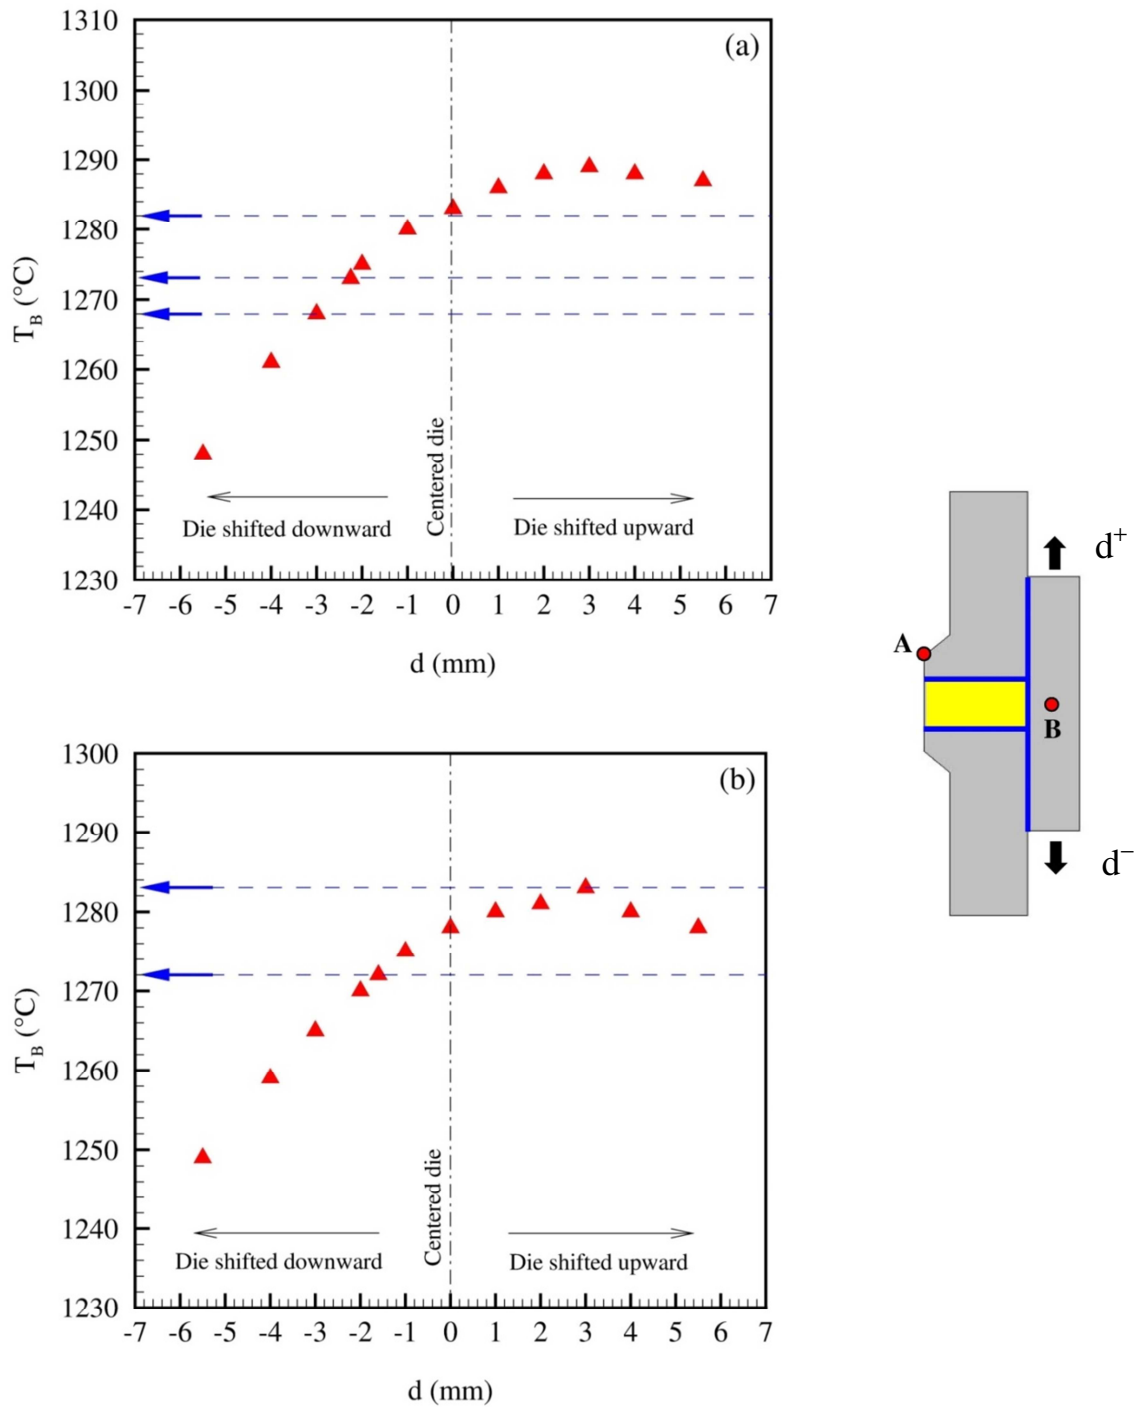 (a)
1310
1300
1290
1280
1270
1260
1250
1240
1230
T_B (°C)
Centered die
Die shifted downward
Die shifted upward
-7 -6 -5 -4 -3 -2 -1 0 1 2 3 4 5 6 7
d (mm)
d+
A
B
d−
(b)
1300
1290
1280
1270
1260
1250
1240
1230
T_B (°C)
Centered die
Die shifted downward
Die shifted upward
-7 -6 -5 -4 -3 -2 -1 0 1 2 3 4 5 6 7
d (mm)